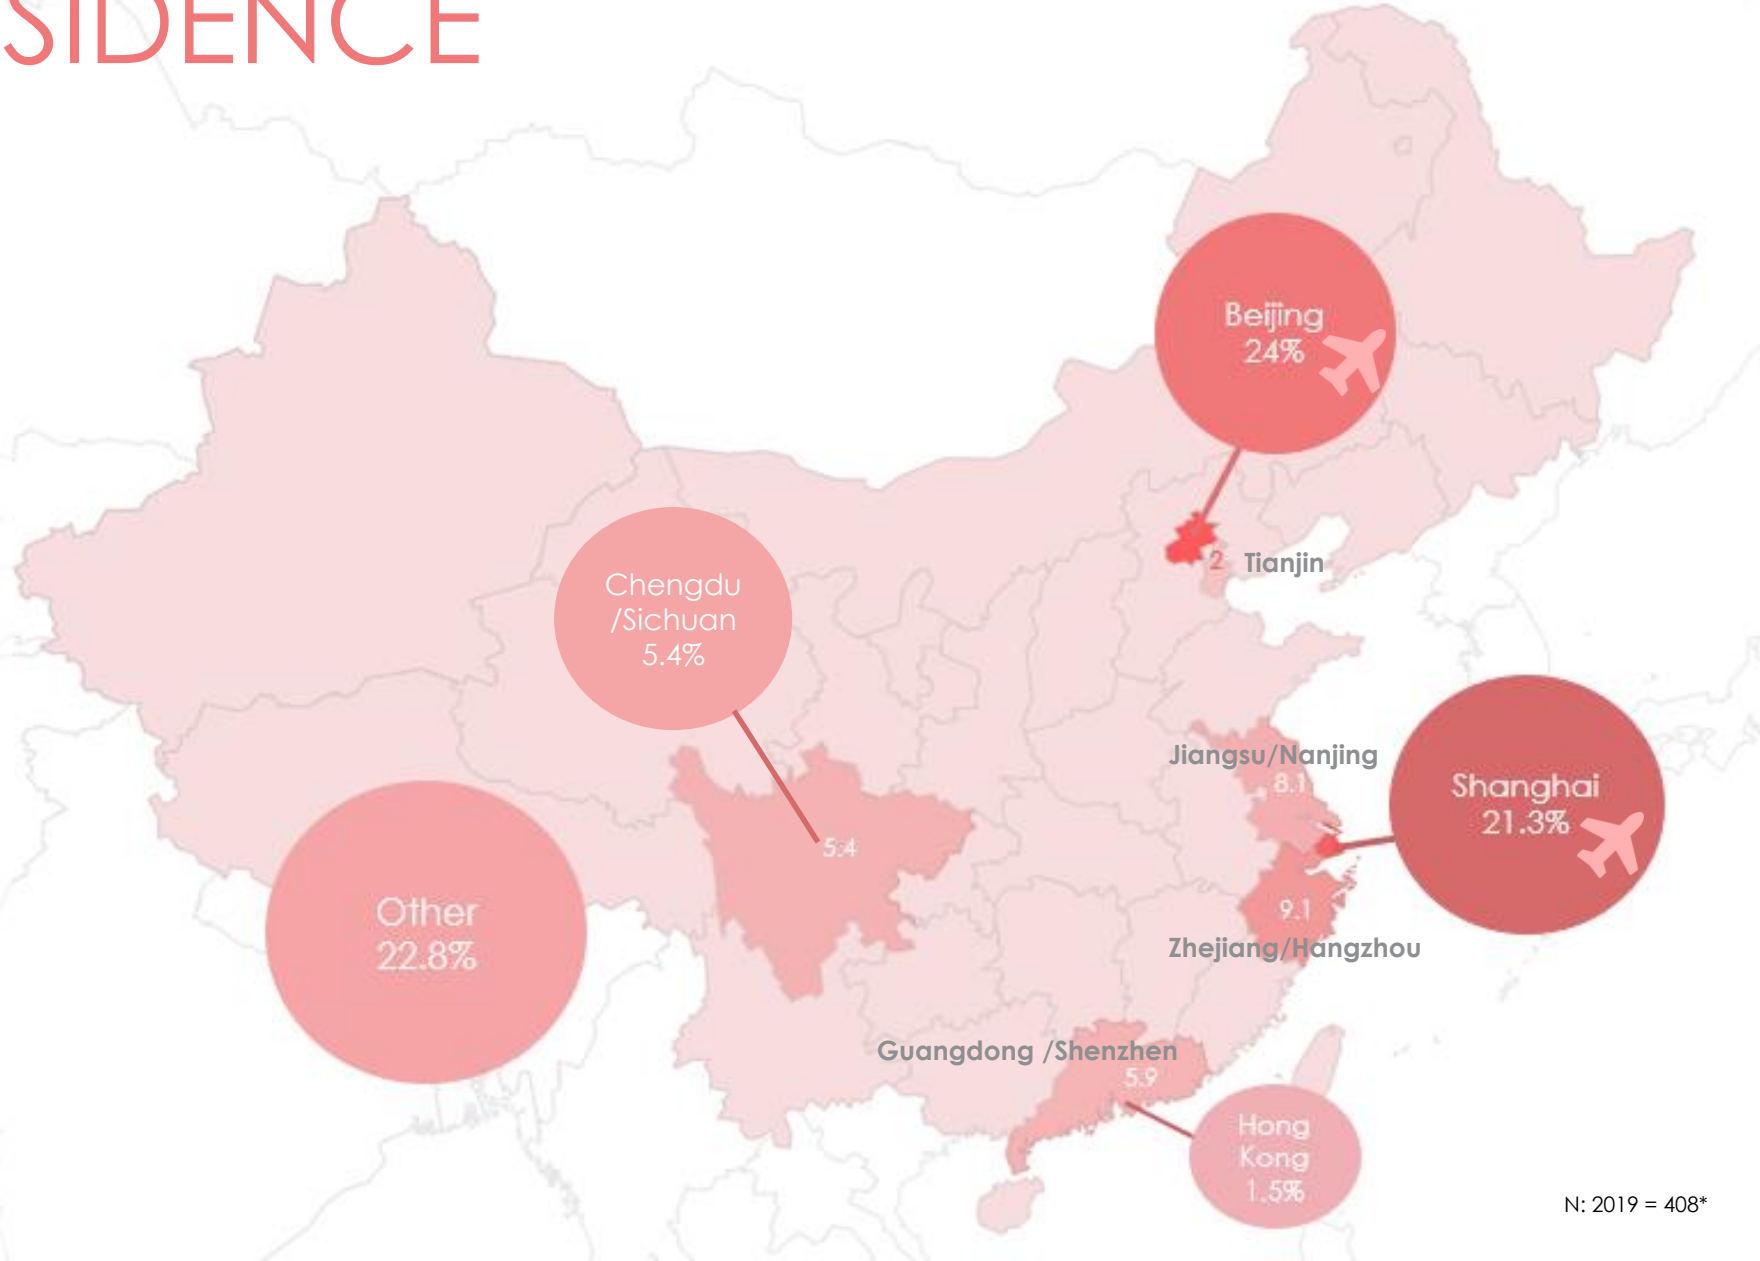 SIDENCE
Beijing
24%
2
Tianjin
Chengdu
/Sichuan
5.4%
Jiangsu/Nanjing
8.1
Shanghai
21.3%
5.4
Other
22.8%
9.1
Zhejiang/Hangzhou
Guangdong /Shenzhen
5.9
Hong
Kong
1.5%
N: 2019 = 408*